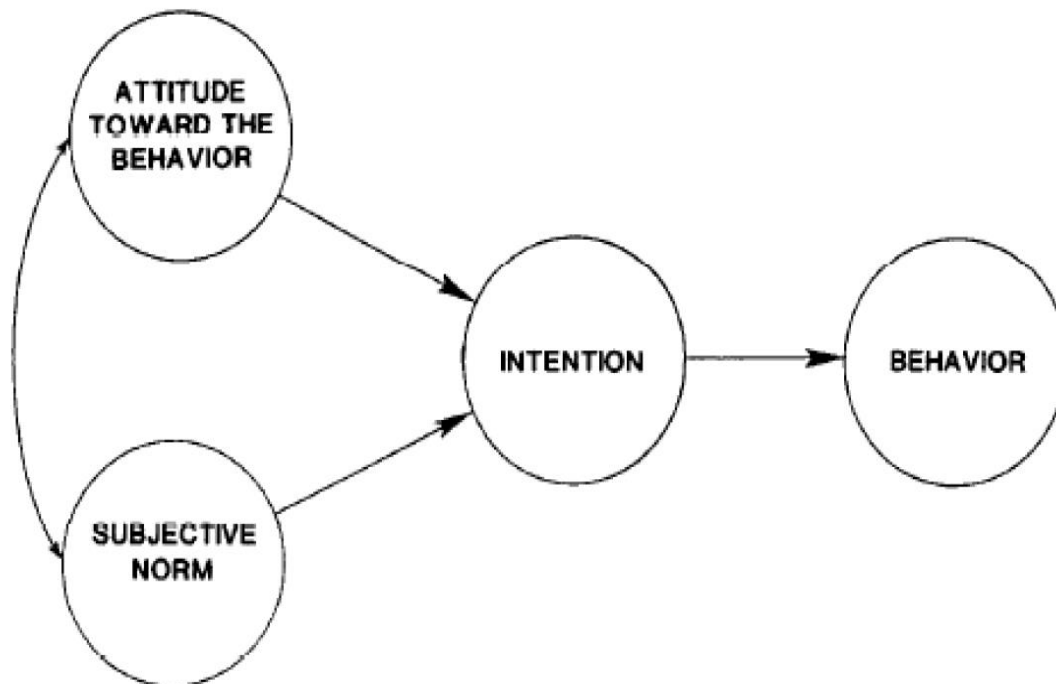 ATTITUDE
TOWARD THE
BEHAVIOR
INTENTION
BEHAVIOR
SUBJECTIVE
NORM